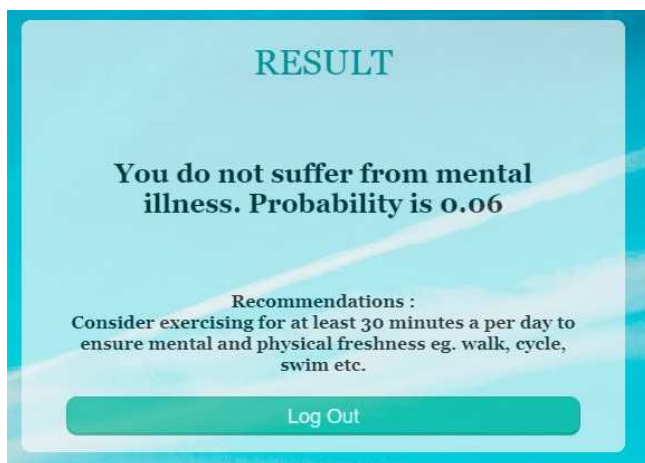 RESULT
You do not suffer from mental
illness. Probability is 0.06
Recommendations :
Consider exercising for at least 30 minutes a per day to
ensure mental and physical freshness eg. walk, cycle,
swim etc.
Log Out